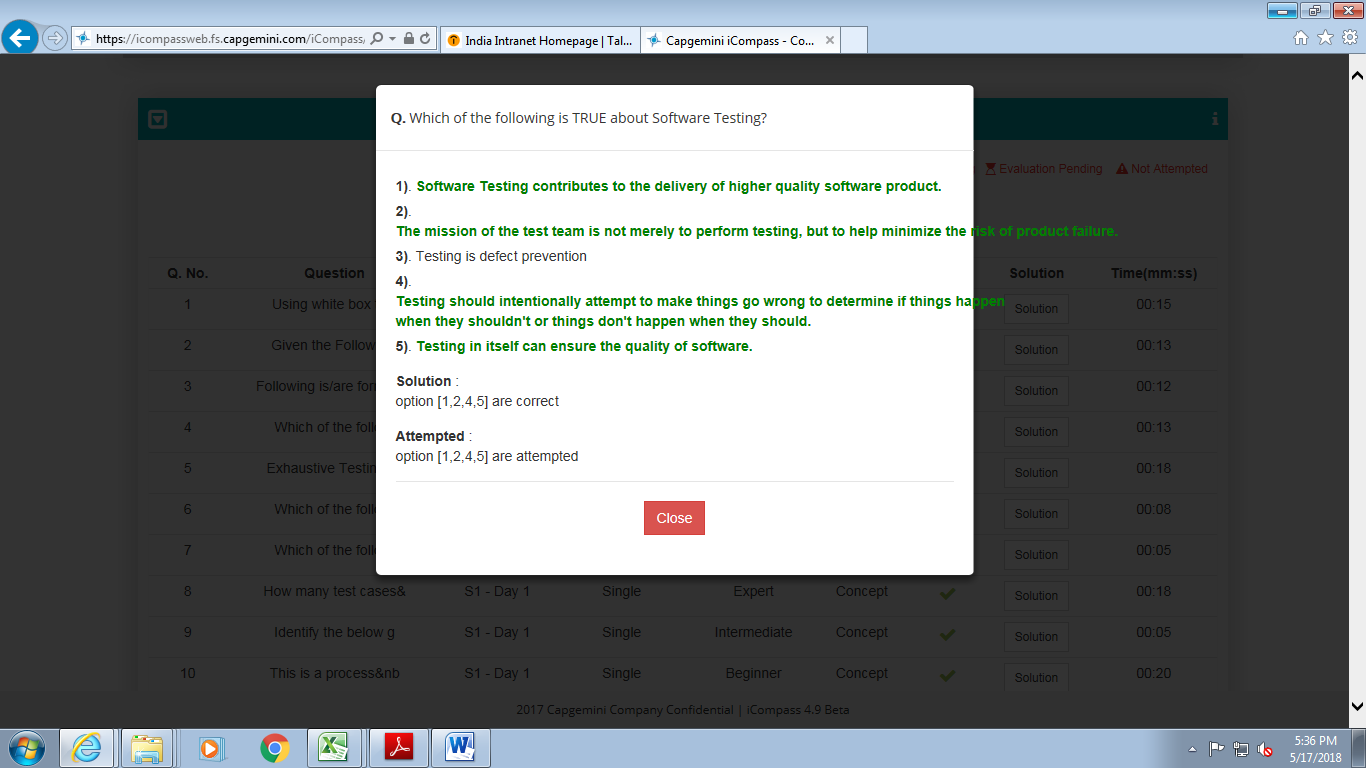 https://icompassweb.fs.capgemini.com/iCompass,
India Intranet Homepage | Tal...
Capgemini iCompass - Co...
Q. Which of the following is TRUE about Software Testing?
Evaluation Pending
Not Attempted
1). Software Testing contributes to the delivery of higher quality software product.
2).
The mission of the test team is not merely to perform testing, but to help minimize the risk of product failure.
3). Testing is defect prevention
4).
Testing should intentionally attempt to make things go wrong to determine if things happen
when they shouldn't or things don't happen when they should.
5). Testing in itself can ensure the quality of software.
Solution :
option [1,2,4,5] are correct
Attempted :
option [1,2,4,5] are attempted
Close
Q. No. Question Solution Time(mm:ss)
1 Using white box Solution 00:15
2 Given the Follow Solution 00:13
3 Following is/are for Solution 00:12
4 Which of the foll Solution 00:13
5 Exhaustive Testin Solution 00:18
6 Which of the foll Solution 00:08
7 Which of the foll Solution 00:05
8 How many test cases& S1 - Day 1 Single Expert Concept Solution 00:18
9 Identify the below g S1 - Day 1 Single Intermediate Concept Solution 00:05
10 This is a process&nb S1 - Day 1 Single Beginner Concept Solution 00:20
2017 Capgemini Company Confidential | iCompass 4.9 Beta
5:36 PM
5/17/2018